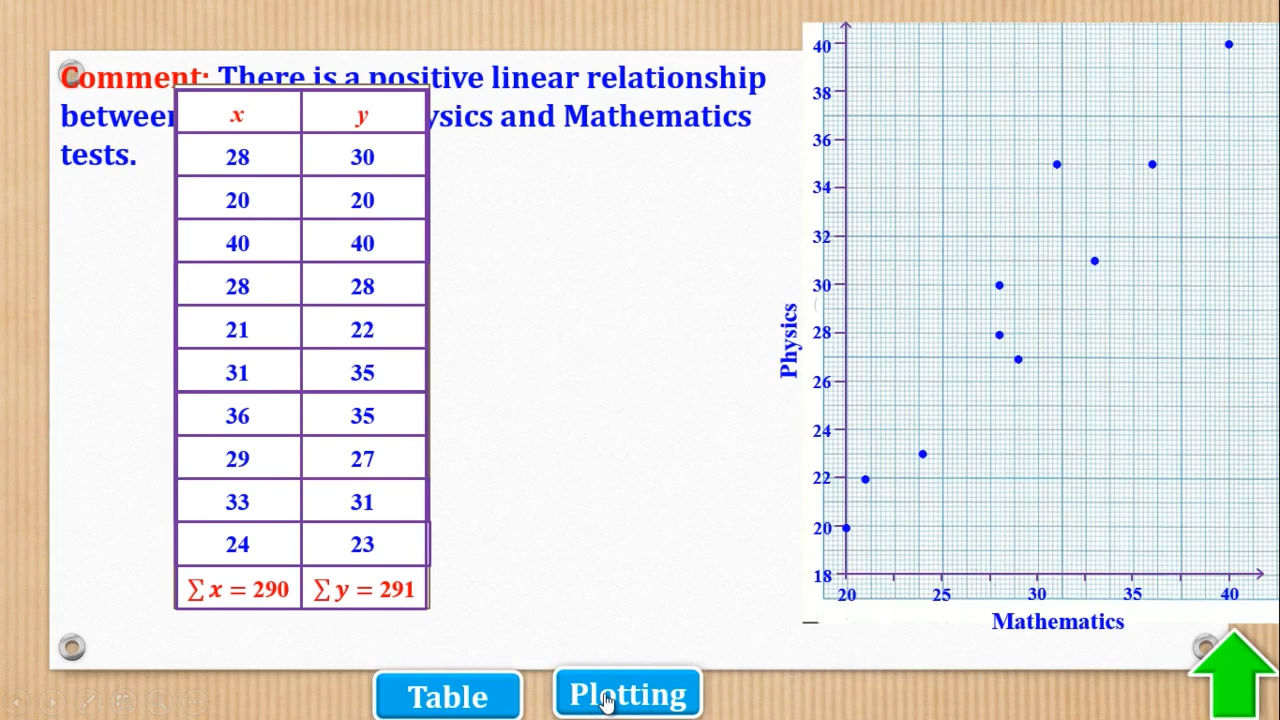 Comment: There is a positive linear relationship
between ysics and Mathematics
tests.
x y
28 30
20 20
40 40
28 28
21 22
31 35
36 35
29 27
33 31
24 23
∑ x = 290 ∑ y = 291
40
38
36
34
32
30
28
26
24
22
20
18
Physics
20 25 30 35 40
Mathematics
Table Plotting